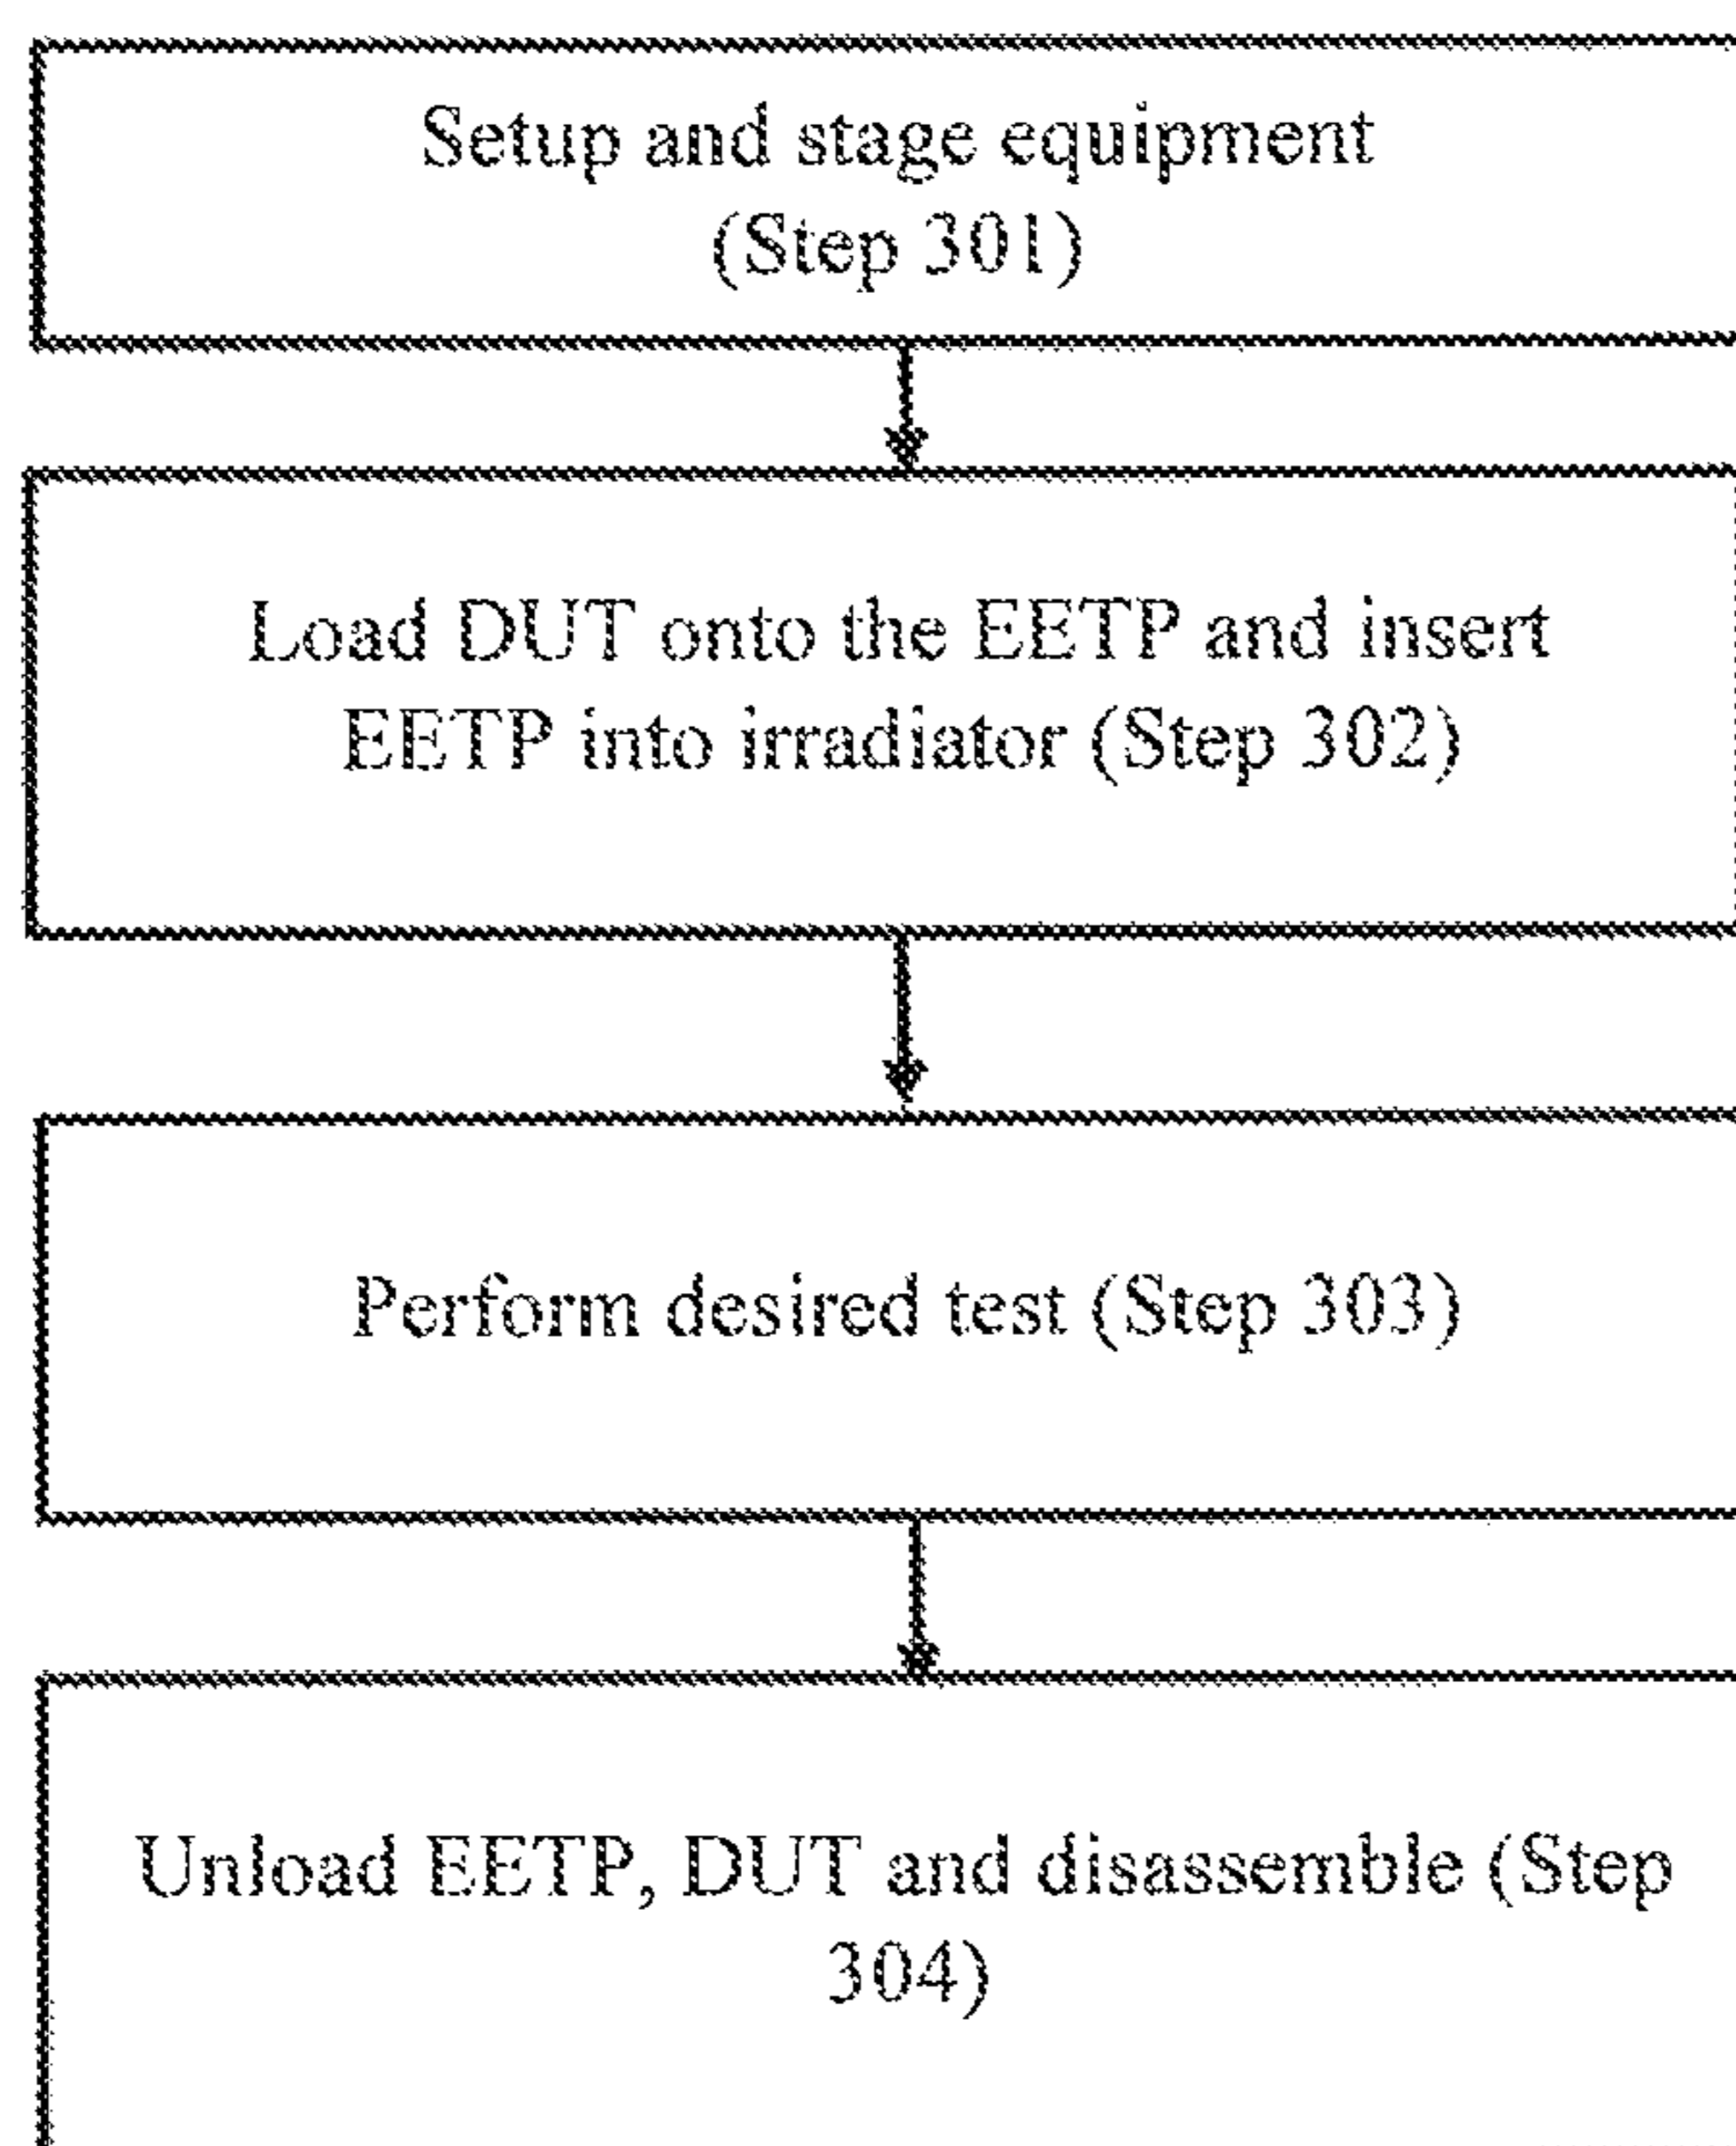 Setup and stage equipment
(Step 301)
Load DUT onto the EETP and insert
EETP into irradiator (Step 302)
Perform desired test (Step 303)
Unload EETP, DUT and disassemble (Step
304)